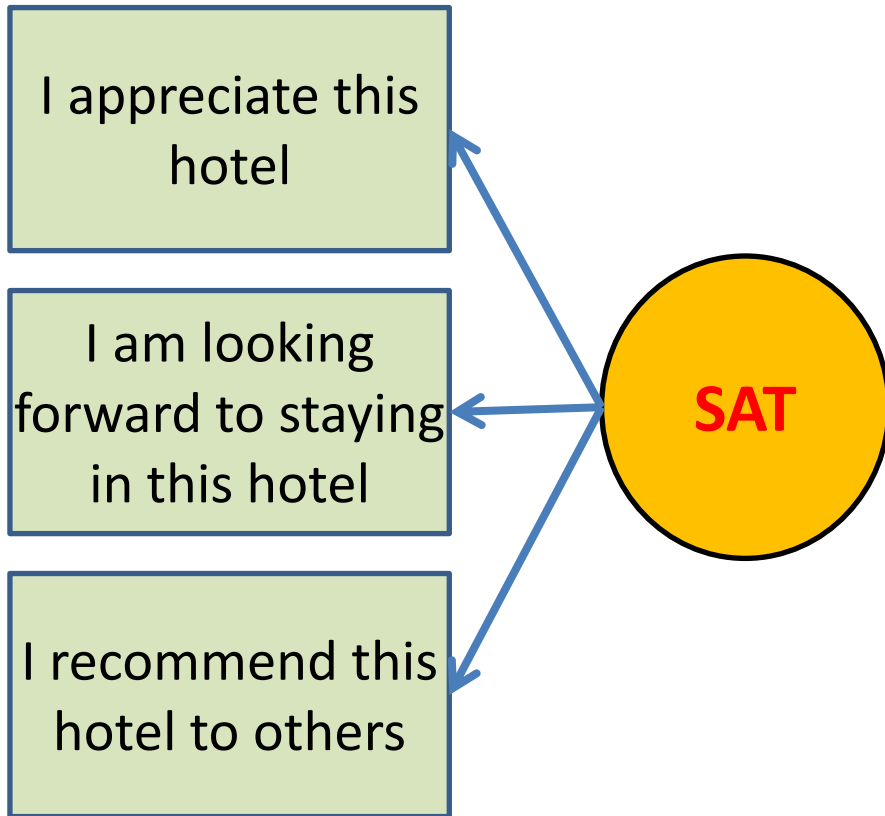 I appreciate this
hotel
I am looking
forward to staying
in this hotel
I recommend this
hotel to others
SAT